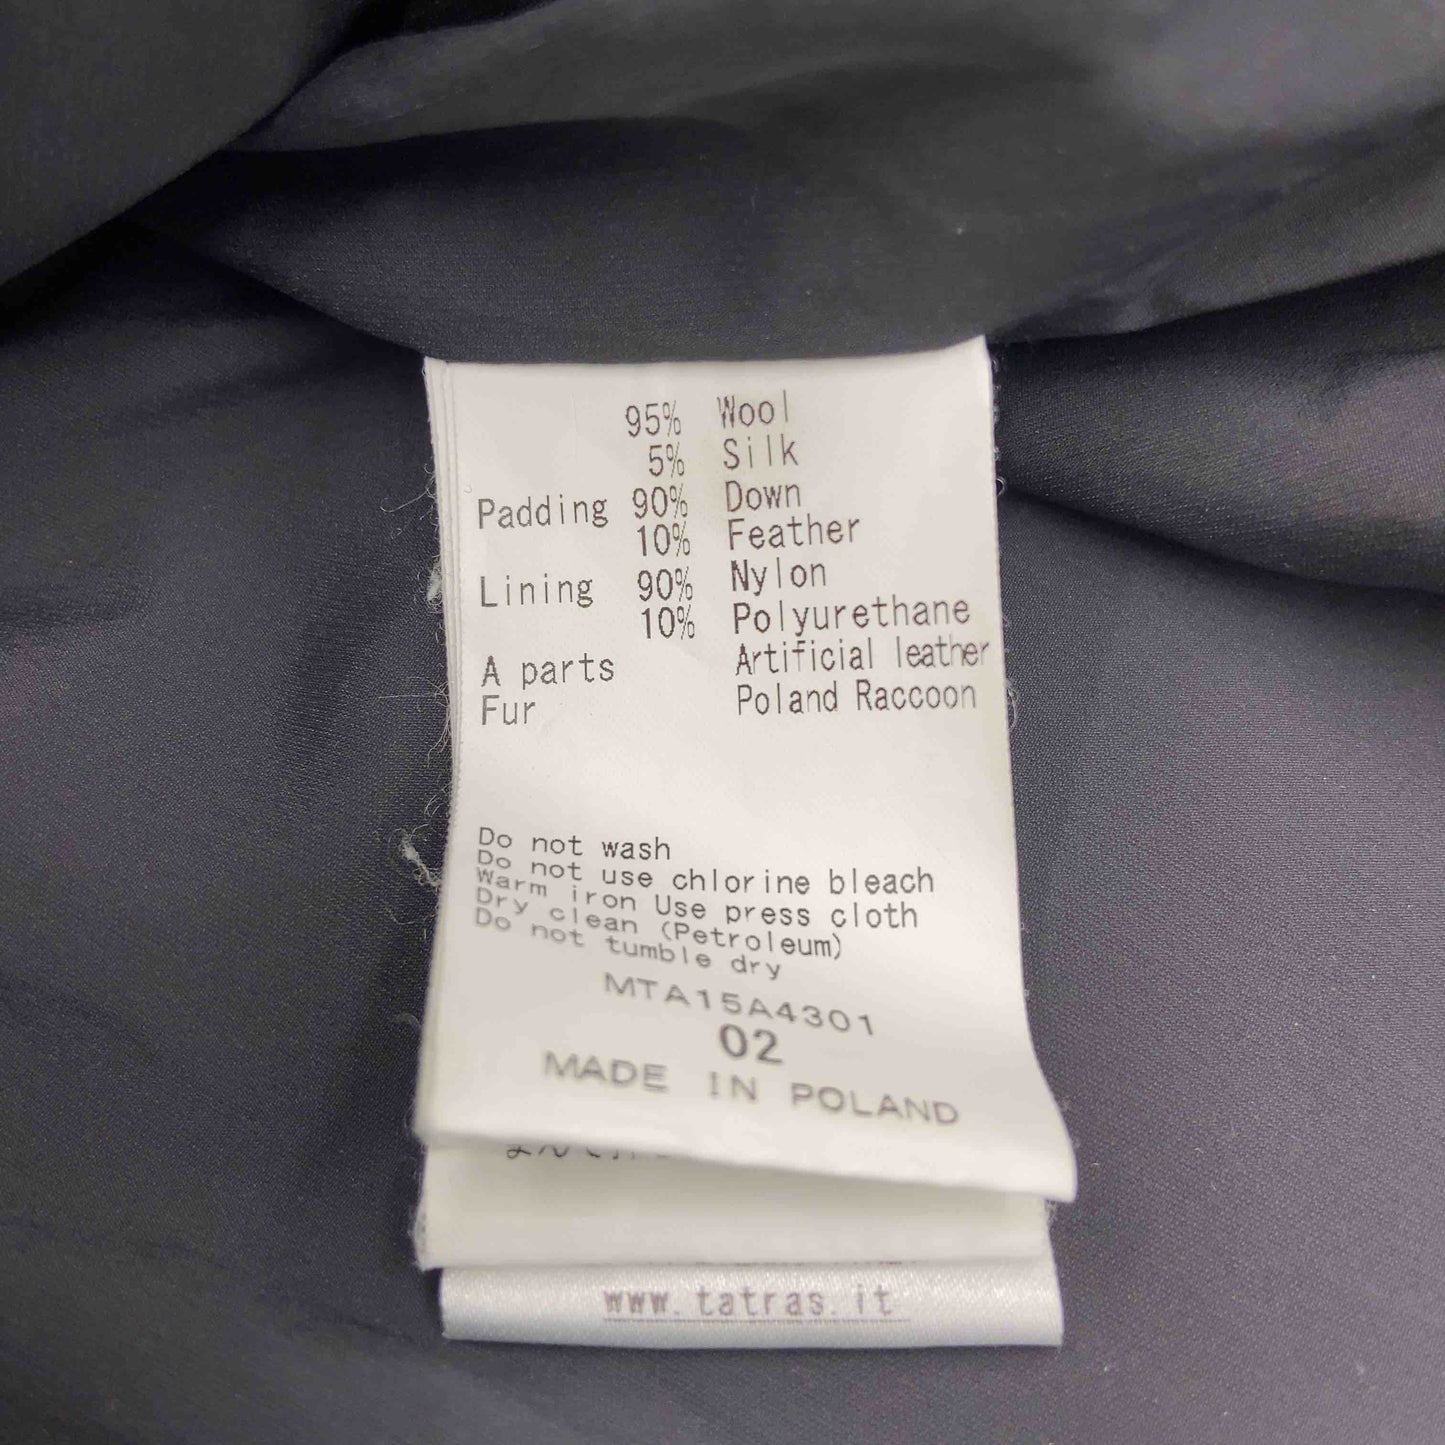 95% Wool
5% Silk
Padding 90% Down
10% Feather
Lining 90% Nylon
10% Polyurethane
A parts Artificial leather
Fur Poland Raccoon
Do not wash
Do not use chlorine bleach
Warm iron Use press cloth
Dry clean (Petroleum)
Do not tumble dry
MTA15A4301
02
MADE IN POLAND
www.tatras.it